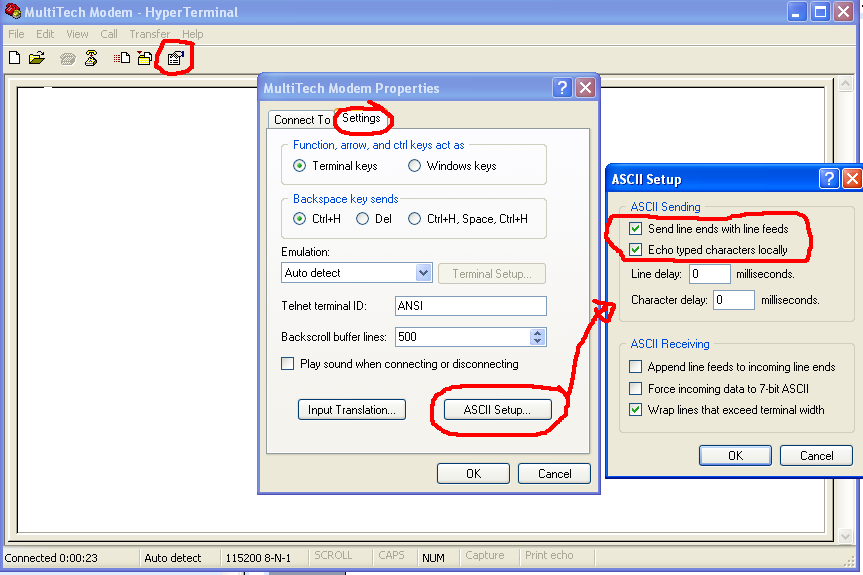 MultiTech Modem - HyperTerminal
File Edit View Call Transfer Help
MultiTech Modem Properties
Connect To Settings
Function, arrow, and ctrl keys act as
Terminal keys Windows keys
Backspace key sends
Ctrl+H Del Ctrl+H, Space, Ctrl+H
Emulation:
Auto detect Terminal Setup...
Telnet terminal ID: ANSI
Backscroll buffer lines: 500
Play sound when connecting or disconnecting
Input Translation... ASCII Setup...
OK Cancel
ASCII Setup
ASCII Sending
Send line ends with line feeds
Echo typed characters locally
Line delay: 0 milliseconds.
Character delay: 0 milliseconds.
ASCII Receiving
Append line feeds to incoming line ends
Force incoming data to 7-bit ASCII
Wrap lines that exceed terminal width
OK Cancel
Connected 0:00:23 Auto detect 115200 8-N-1 SCROLL CAPS NUM Capture Print echo